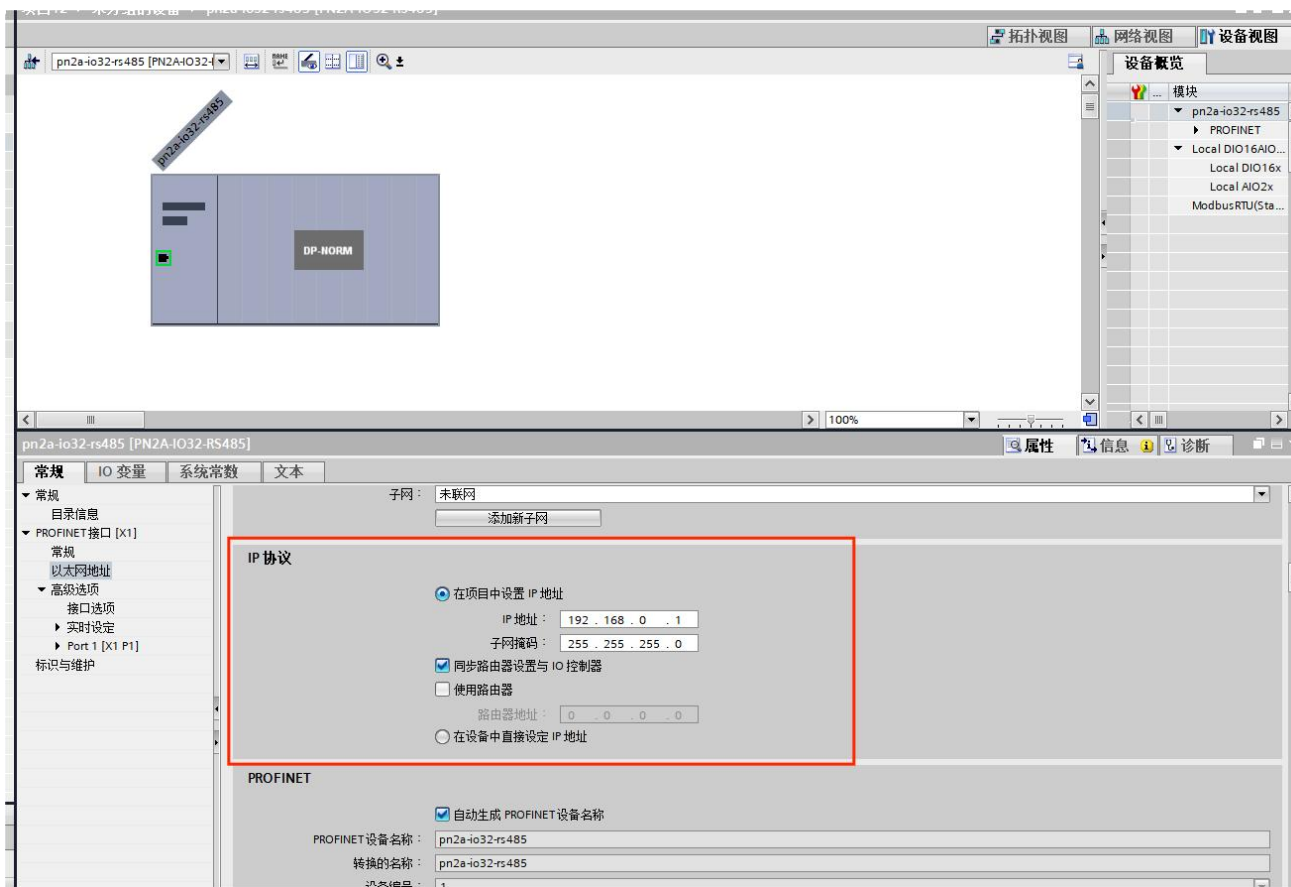 拓扑视图 网络视图 设备视图
pn2a-io32-rs485 [PN2A-IO32-
设备概览
... 模块
pn2a-io32-rs485
pn2a-io32-rs485
PROFINET
Local DIO16AIO...
Local DIO16x
Local AIO2x
ModbusRTU(Sta...
DP-NORM
100%
pn2a-io32-rs485 [PN2A-IO32-RS485]
属性 信息 诊断
常规 IO 变量 系统常数 文本
常规
目录信息
PROFINET接口 [X1]
常规
以太网地址
高级选项
接口选项
实时设定
Port 1 [X1 P1]
标识与维护
子网: 未联网
添加新子网
IP 协议
在项目中设置 IP 地址
IP 地址: 192 . 168 . 0 . 1
子网掩码: 255 . 255 . 255 . 0
同步路由器设置与 IO 控制器
使用路由器
路由器地址: 0 . 0 . 0 . 0
在设备中直接设定 IP 地址
PROFINET
自动生成 PROFINET 设备名称
PROFINET 设备名称: pn2a-io32-rs485
转换的名称: pn2a-io32-rs485